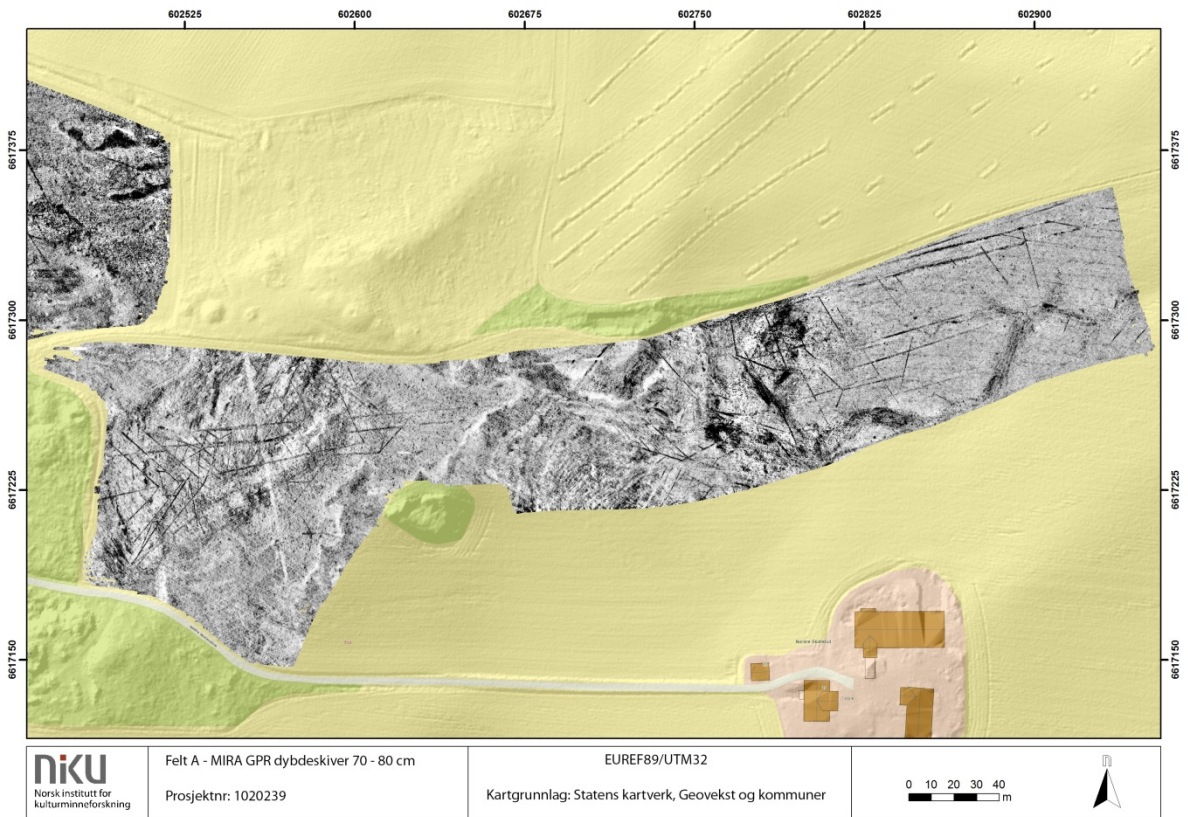 602525 602600 602675 602750 602825 602900
6617375 6617375
6617300 6617300
6617225 6617225
6617150 6617150
niku
Norsk institutt for
kulturminneforskning
Felt A - MIRA GPR dybdeskiver 70 - 80 cm
Prosjektnr: 1020239
EUREF89/UTM32
Kartgrunnlag: Statens kartverk, Geovekst og kommuner
0 10 20 30 40
m
n